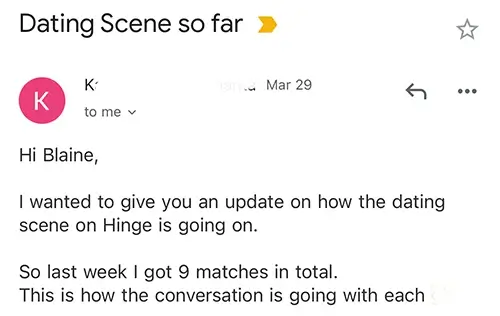 Dating Scene so far
K
K
Mar 29
to me
Hi Blaine,
I wanted to give you an update on how the dating
scene on Hinge is going on.
So last week I got 9 matches in total.
This is how the conversation is going with each